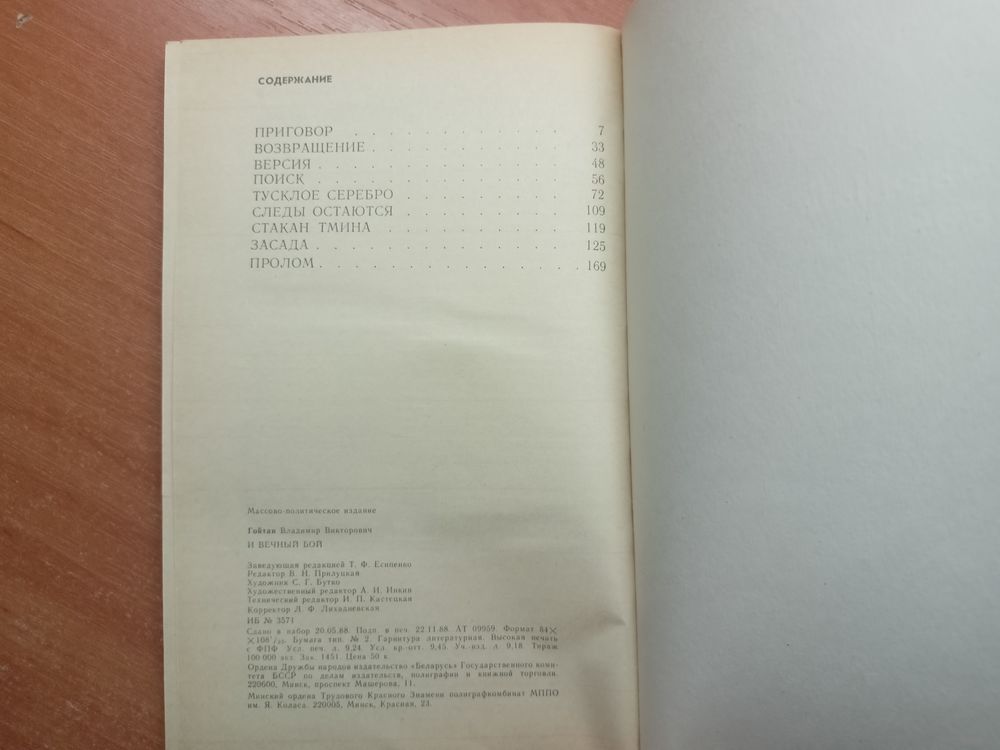 СОДЕРЖАНИЕ
ПРИГОВОР . . . . . . . . . . . . 7
ВОЗВРАЩЕНИЕ . . . . . . . . . . . 33
ВЕРСИЯ . . . . . . . . . . . . . 48
ПОИСК . . . . . . . . . . . . . 56
ТУСКЛОЕ СЕРЕБРО . . . . . . . . . . 72
СЛЕДЫ ОСТАЮТСЯ . . . . . . . . . . 109
СТАКАН ТМИНА . . . . . . . . . . . 119
ЗАСАДА . . . . . . . . . . . . . 125
ПРОЛОМ . . . . . . . . . . . . . 169
Массово-политическое издание
Гойтан Владимир Викторович
И ВЕЧНЫЙ БОЙ
Заведующая редакцией Т. Ф. Есипенко
Редактор В. Н. Прилуцкая
Художник С. Г. Бутко
Художественный редактор А. И. Инкин
Технический редактор И. П. Кастецкая
Корректор Л. Ф. Лихадиевская
ИБ № 3571
Сдано в набор 20.05.88. Подп. в печ. 22.11.88. АТ 09959. Формат 84×
×108¹/₃₂. Бумага тип. № 2. Гарнитура литературная. Высокая печать
с ФПФ Усл. печ. л. 9,24. Усл. кр.-отт. 9,45. Уч.-изд. л. 9,18. Тираж
100 000 экз. Зак. 1451. Цена 50 к.
Ордена Дружбы народов издательство «Беларусь» Государственного коми-
тета БССР по делам издательств, полиграфии и книжной торговли.
220600, Минск, проспект Машерова, 11.
Минский ордена Трудового Красного Знамени полиграфкомбинат МППО
им. Я. Коласа. 220005, Минск, Красная, 23.